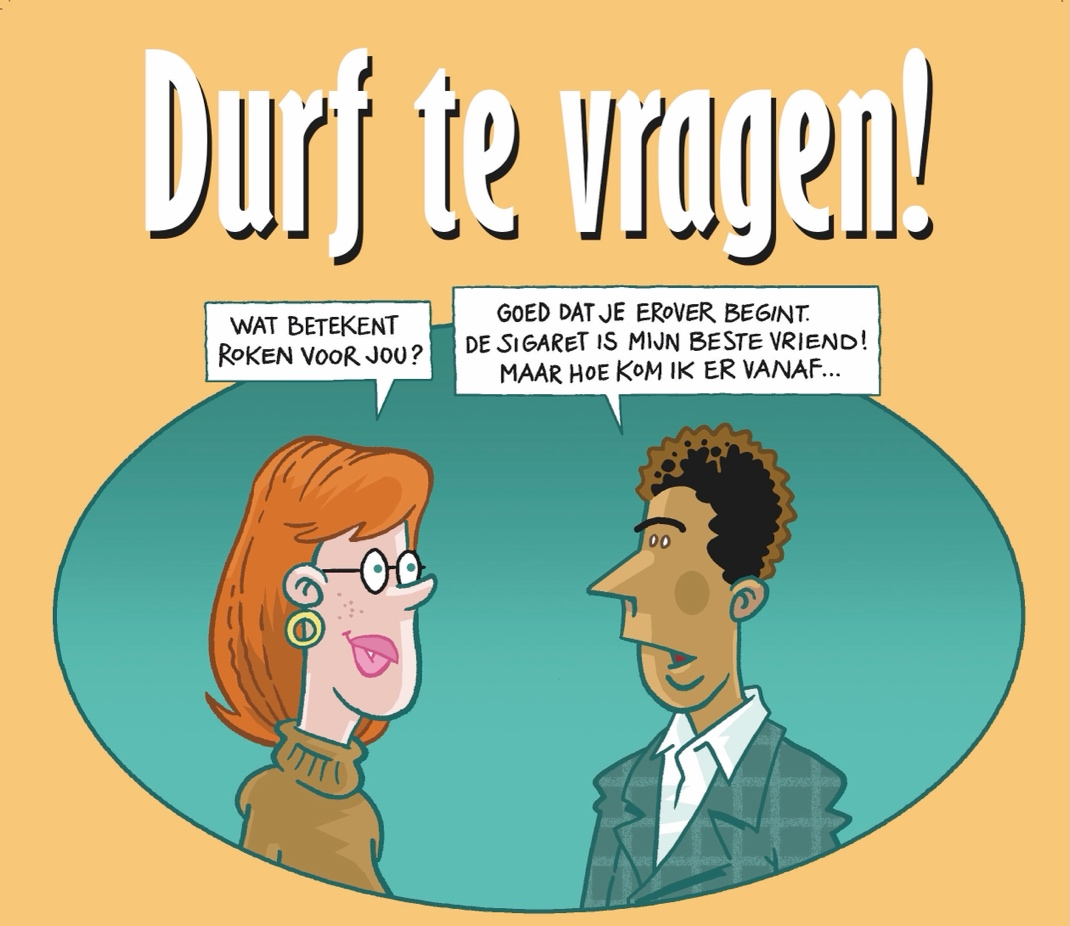 Durf te vragen!
WAT BETEKENT
ROKEN VOOR JOU?
GOED DAT JE EROVER BEGINT.
DE SIGARET IS MIJN BESTE VRIEND!
MAAR HOE KOM IK ER VANAF...